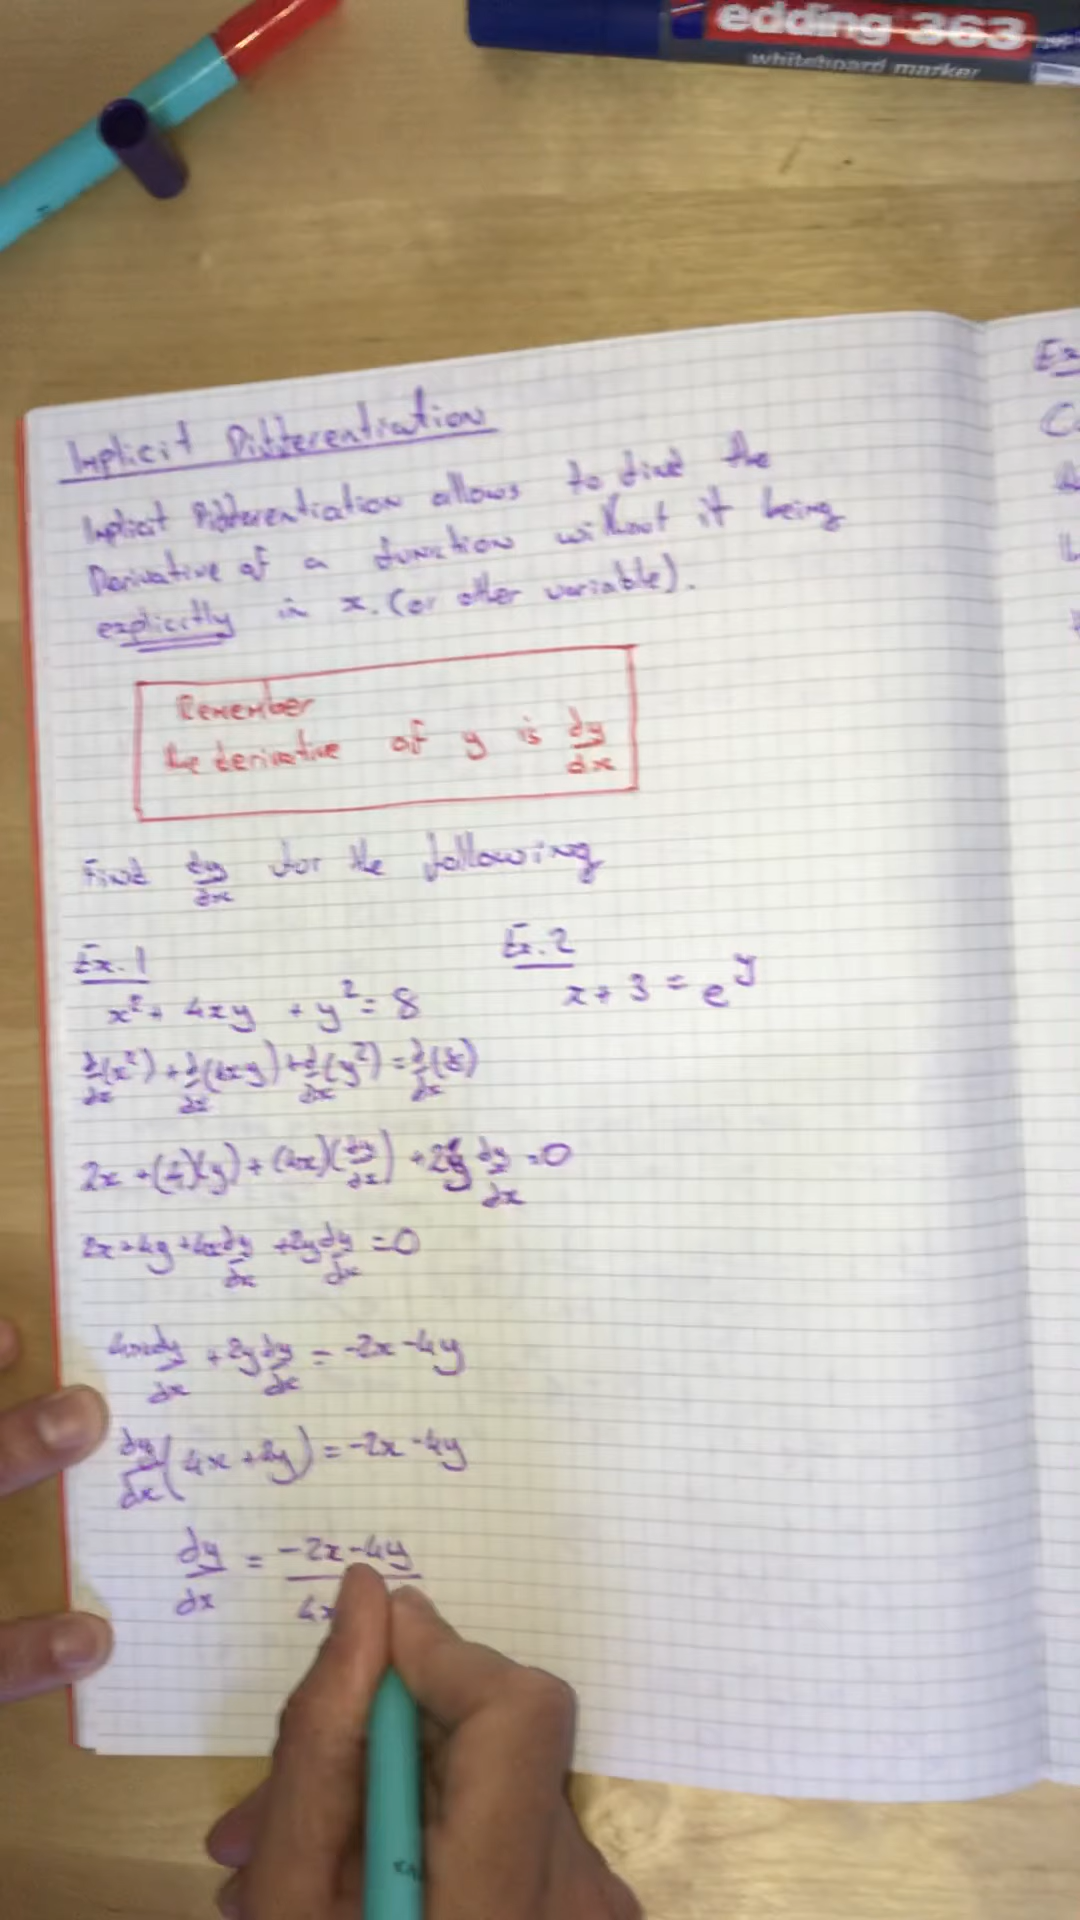 edding 363
whiteboard marker
Implicit Differentiation
Implicit Differentiation allows to find the
Derivative of a function without it being
explicitly in x. (or other variable).
Remember
the derivative of y is dy/dx
Find dy/dx for the following
Ex. 1
x² + 4xy + y² = 8
d/dx(x²) + d/dx(4xy) + d/dx(y²) = d/dx(8)
2x + (4)(y) + (4x)(dy/dx) + 2y dy/dx = 0
2x + 4y + 4x dy/dx + 2y dy/dx = 0
4x dy/dx + 2y dy/dx = -2x - 4y
dy/dx(4x + 2y) = -2x - 4y
dy/dx = -2x - 4y / 4x
Ex. 2
x + 3 = e^y
Ex